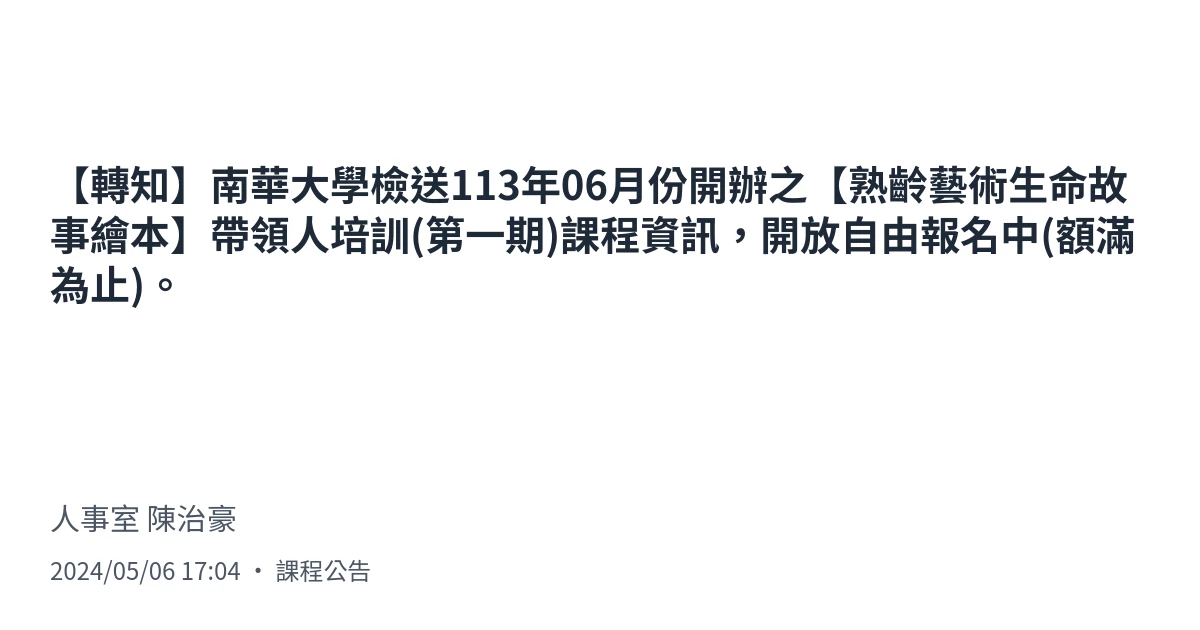 【轉知】南華大學檢送113年06月份開辦之【熟齡藝術生命故
事繪本】帶領人培訓(第一期)課程資訊，開放自由報名中(額滿
為止)。
人事室 陳治豪
2024/05/06 17:04 • 課程公告